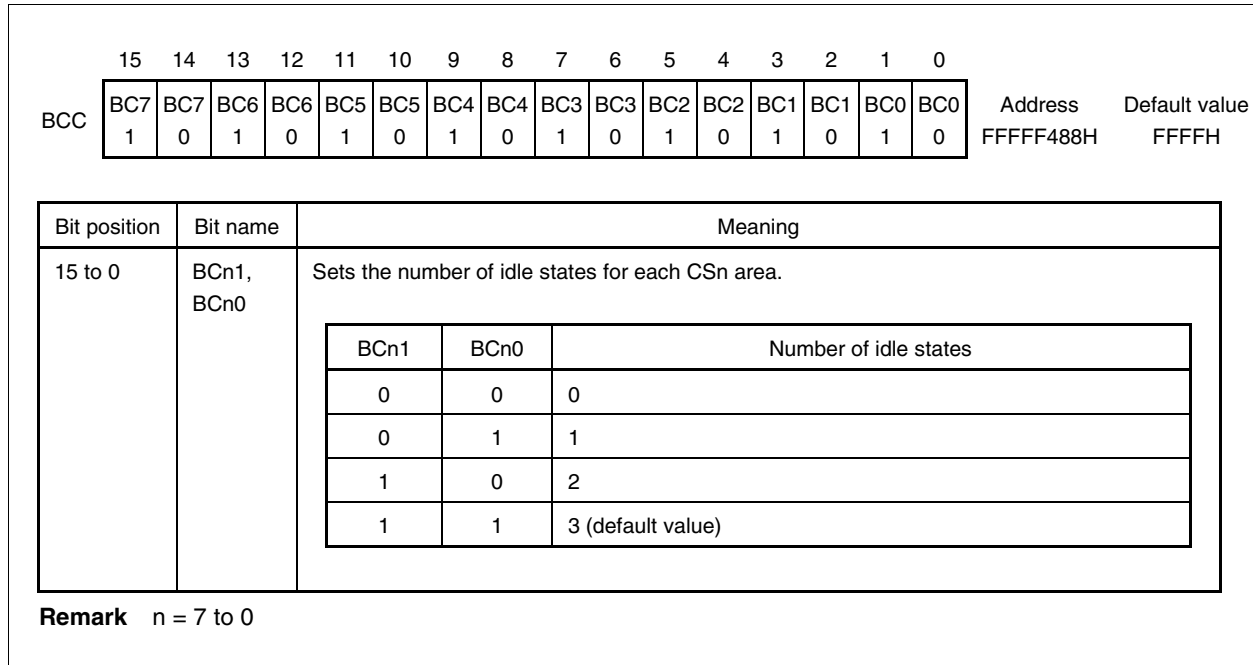 15 14 13 12 11 10 9 8 7 6 5 4 3 2 1 0
BCC BC7 BC7 BC6 BC6 BC5 BC5 BC4 BC4 BC3 BC3 BC2 BC2 BC1 BC1 BC0 BC0 Address Default value
1 0 1 0 1 0 1 0 1 0 1 0 1 0 1 0 FFFFF488H FFFFH
Bit position Bit name Meaning
15 to 0 BCn1, Sets the number of idle states for each CSn area.
BCn0
BCn1 BCn0 Number of idle states
0 0 0
0 1 1
1 0 2
1 1 3 (default value)
Remark n = 7 to 0